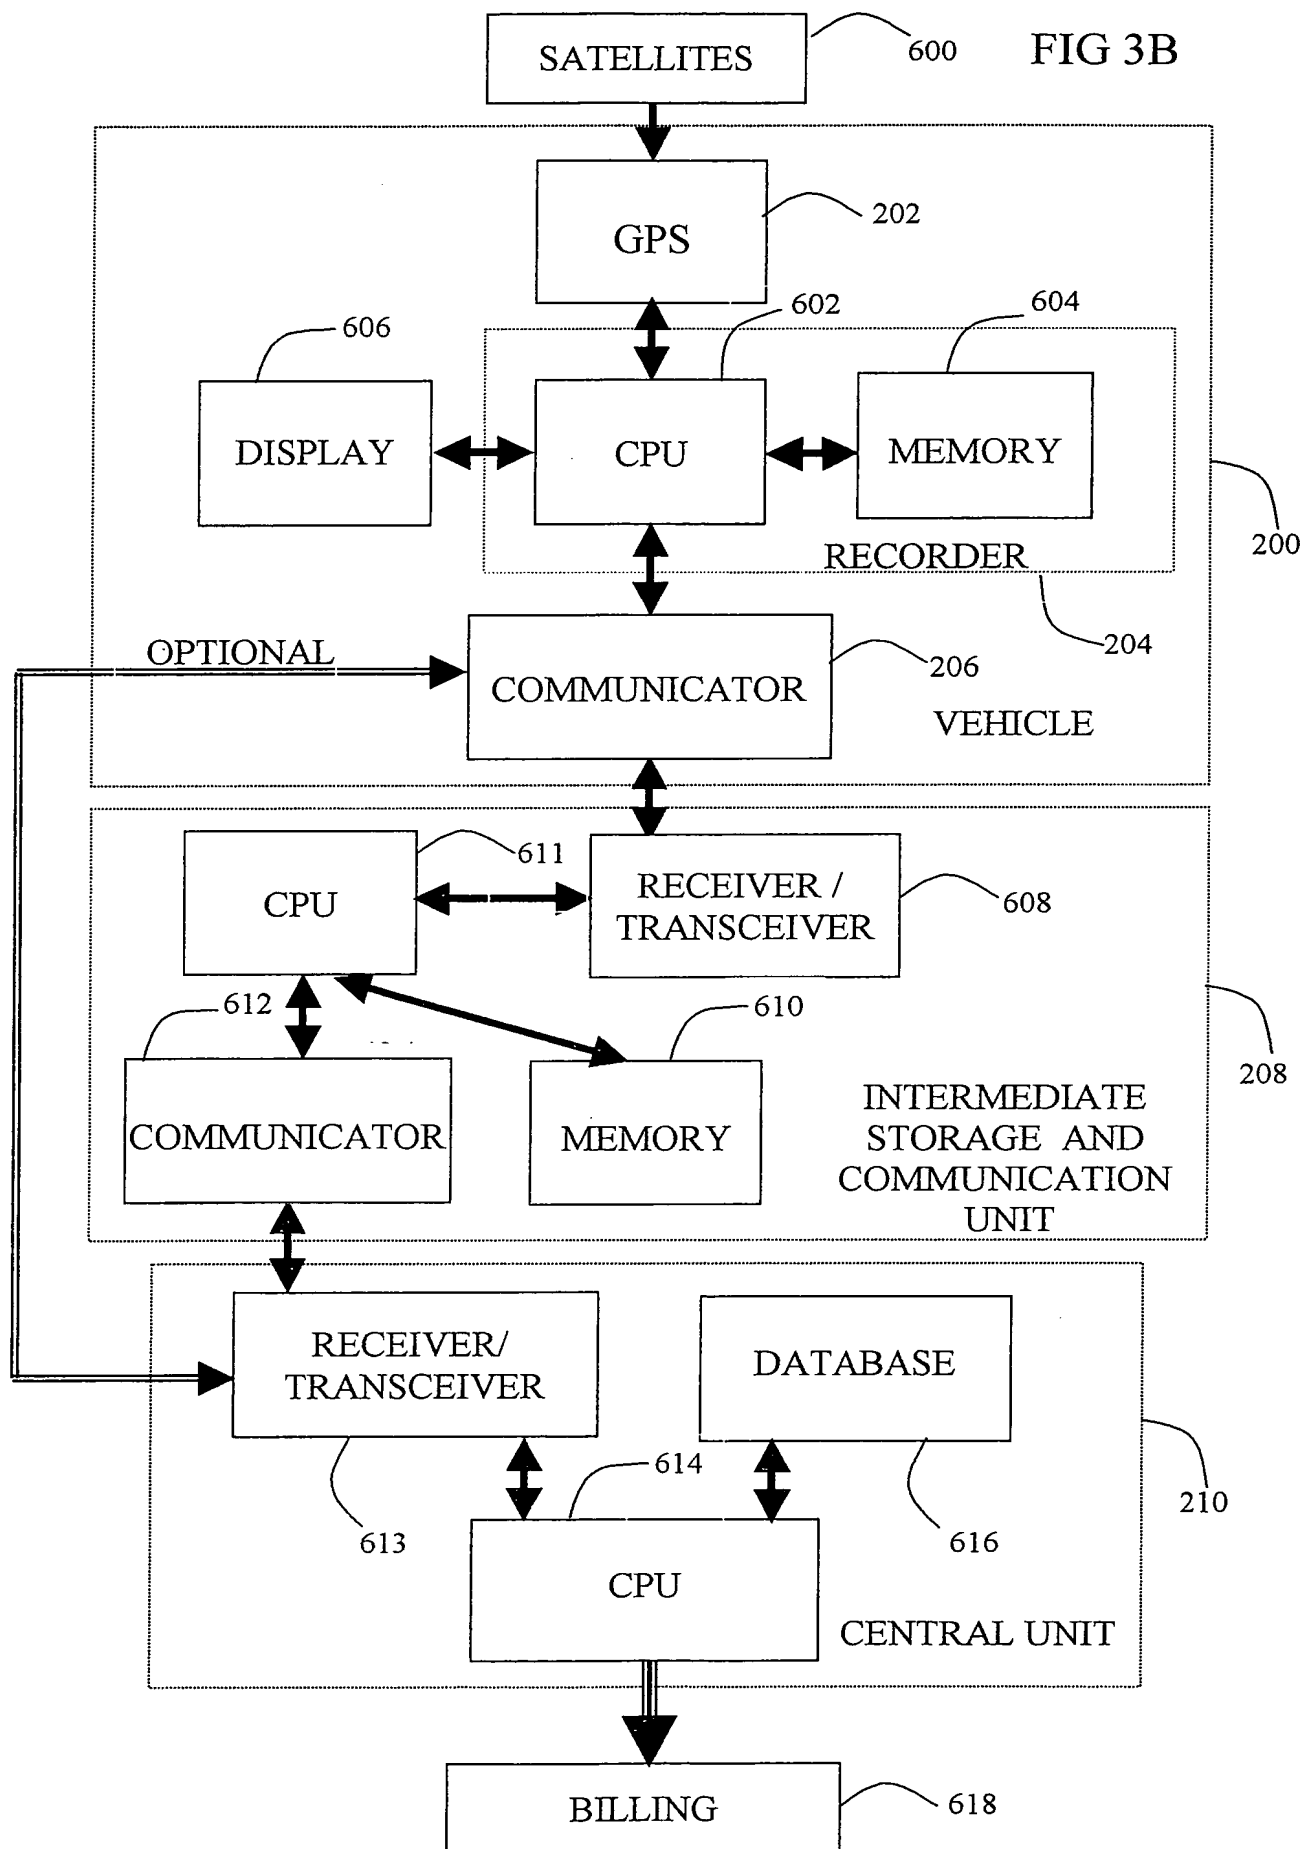 SATELLITES
600
FIG 3B
GPS
202
606
602
604
DISPLAY
CPU
MEMORY
200
RECORDER
204
OPTIONAL
COMMUNICATOR
206
VEHICLE
CPU
611
RECEIVER /
TRANSCEIVER
608
612
610
208
COMMUNICATOR
MEMORY
INTERMEDIATE
STORAGE AND
COMMUNICATION
UNIT
RECEIVER/
TRANSCEIVER
DATABASE
613
614
616
210
CPU
CENTRAL UNIT
BILLING
618